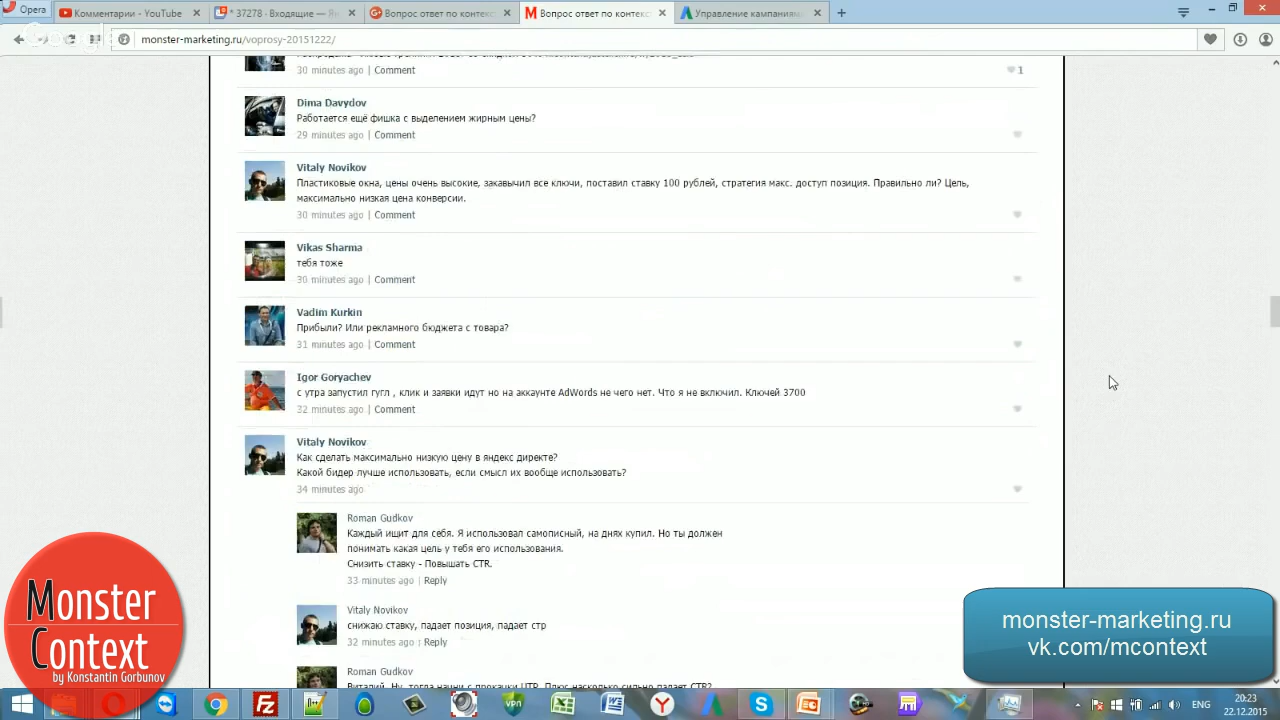 Opera
Комментарии - YouTube
* 37278 · Входящие — Ян
Вопрос ответ по контекс
Вопрос ответ по контекс
Управление кампаниям
monster-marketing.ru/voprosy-20151222/
30 minutes ago | Comment
1
Dima Davydov
Работается ещё фишка с выделением жирным цены?
29 minutes ago | Comment
Vitaly Novikov
Пластиковые окна, цены очень высокие, закавычил все ключи, поставил ставку 100 рублей, стратегия макс. доступ позиция. Правильно ли? Цель,
максимально низкая цена конверсии.
30 minutes ago | Comment
Vikas Sharma
тебя тоже
30 minutes ago | Comment
Vadim Kurkin
Прибыли? Или рекламного бюджета с товара?
31 minutes ago | Comment
Igor Goryachev
с утра запустил гугл , клик и заявки идут но на аккаунте AdWords не чего нет. Что я не включил. Ключей 3700
32 minutes ago | Comment
Vitaly Novikov
Как сделать максимально низкую цену в яндекс директе?
Какой бидер лучше использовать, если смысл их вообще использовать?
34 minutes ago
Roman Gudkov
Каждый ищит для себя. Я использовал самописный, на днях купил. Но ты должен
понимать какая цель у тебя его использования.
Снизить ставку - Повышать CTR.
33 minutes ago | Reply
Vitaly Novikov
снижаю ставку, падает позиция, падает стр
32 minutes ago | Reply
Roman Gudkov
Monster
Context
by Konstantin Gorbunov
monster-marketing.ru
vk.com/mcontext
vpn
ENG
20:23
22.12.2015